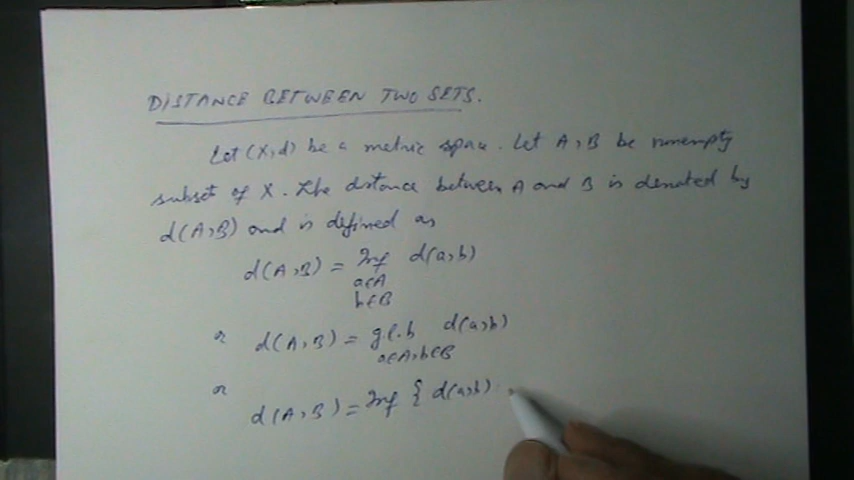 DISTANCE BETWEEN TWO SETS.
Let (X,d) be a metric space. Let A,B be nonempty
subset of X. The distance between A and B is denoted by
d(A,B) and is defined as
d(A,B) = Inf d(a,b)
a∈A
b∈B
or d(A,B) = g.l.b d(a,b)
a∈A,b∈B
or
d(A,B) = Inf { d(a,b) :